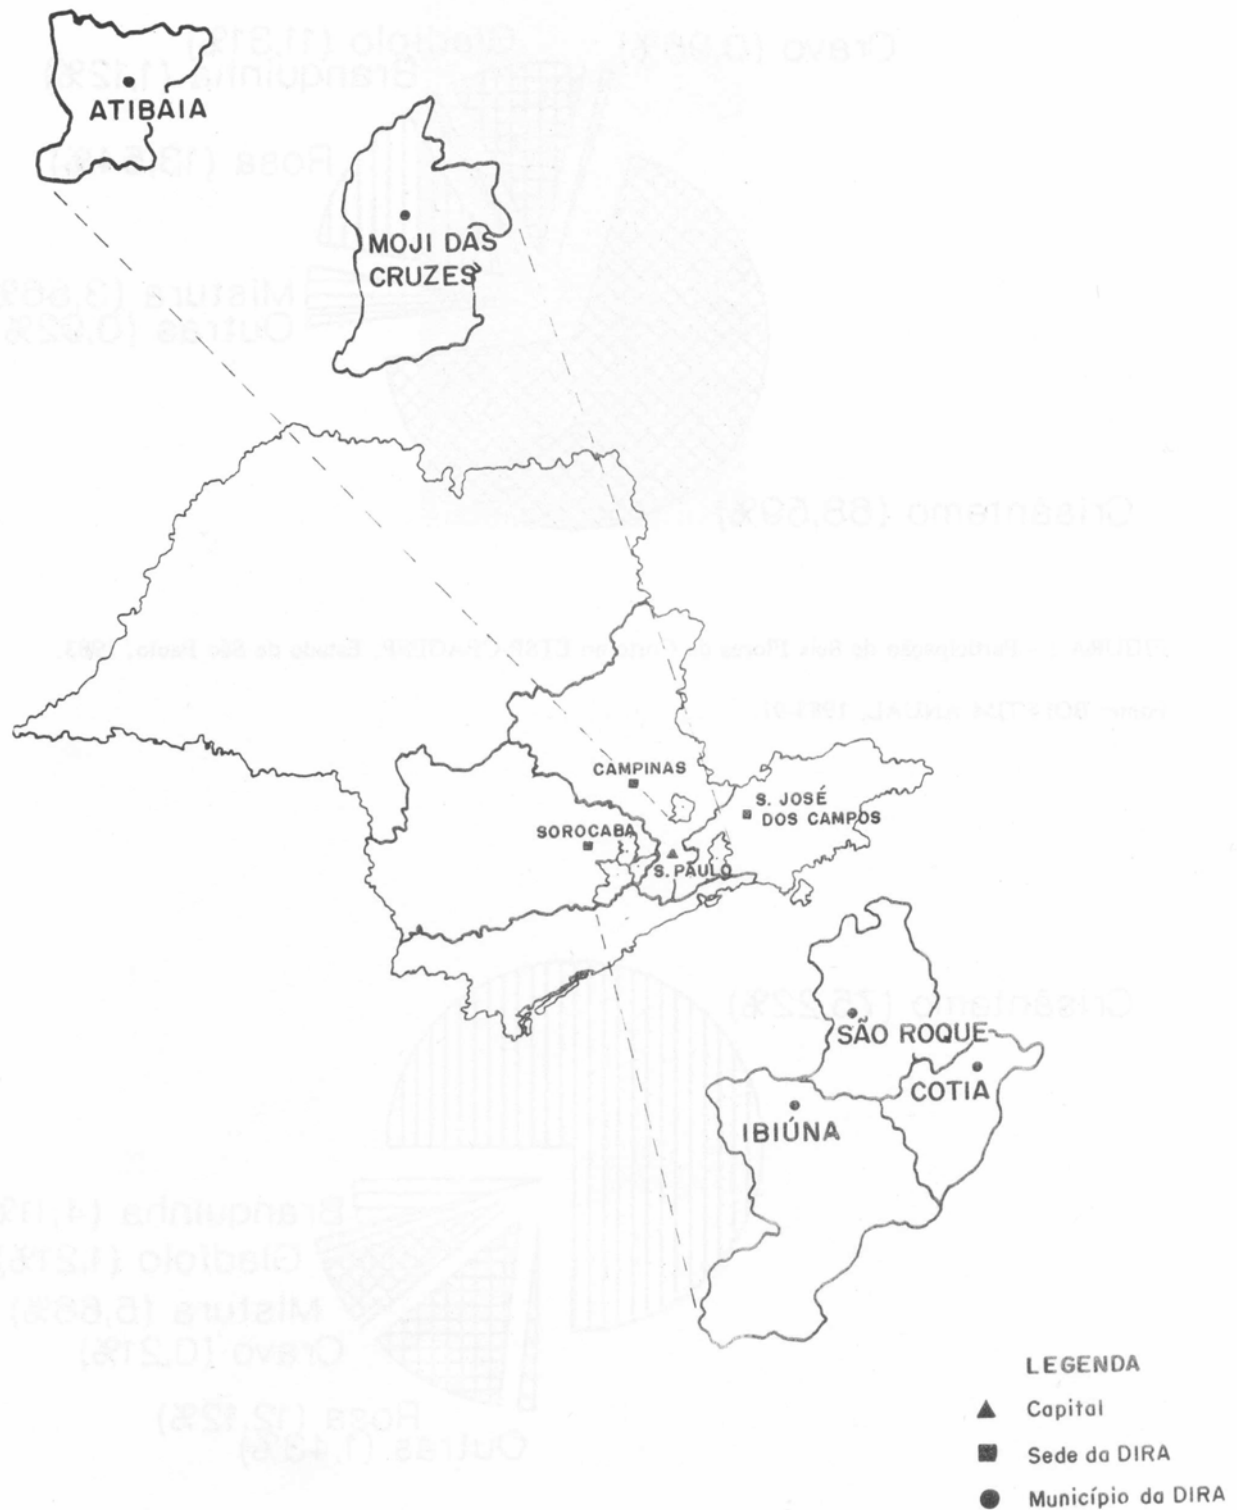 ATIBAIA
MOJI DAS
CRUZES
CAMPINAS
S. JOSÉ
DOS CAMPOS
SOROCABA
S. PAULO
SÃO ROQUE
COTIA
IBIÚNA
LEGENDA
Capital
Sede da DIRA
Município da DIRA